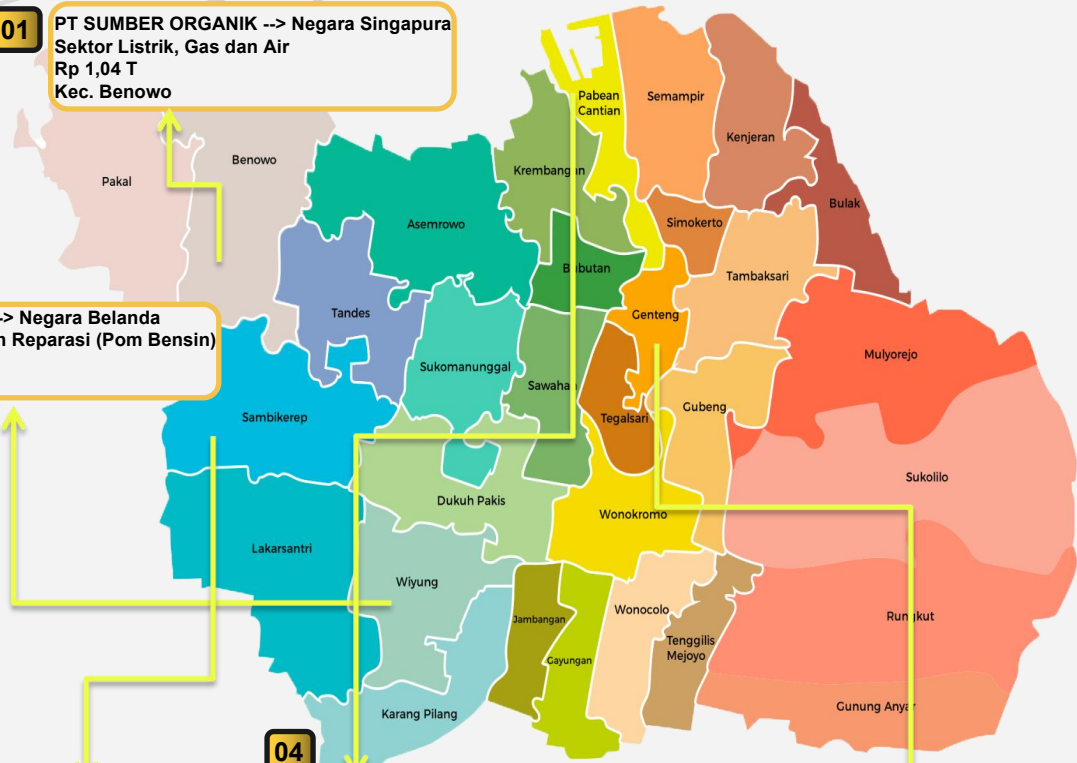 01
PT SUMBER ORGANIK --> Negara Singapura
Sektor Listrik, Gas dan Air
Rp 1,04 T
Kec. Benowo
Pabean
Cantian
Semampir
Kenjeran
Benowo
Pakal
Krembangan
Bulak
Asemrowo
Simokerto
Bubutan
Tambaksari
-> Negara Belanda
Reparasi (Pom Bensin)
Tandes
Genteng
Mulyorejo
Sukomanunggal
Sawahan
Gubeng
Sambikerep
Tegalsari
Sukolilo
Dukuh Pakis
Wonokromo
Lakarsantri
Wiyung
Wonocolo
Jambangan
Rungkut
Tenggilis
Mejoyo
Gayungan
Karang Pilang
Gunung Anyar
04